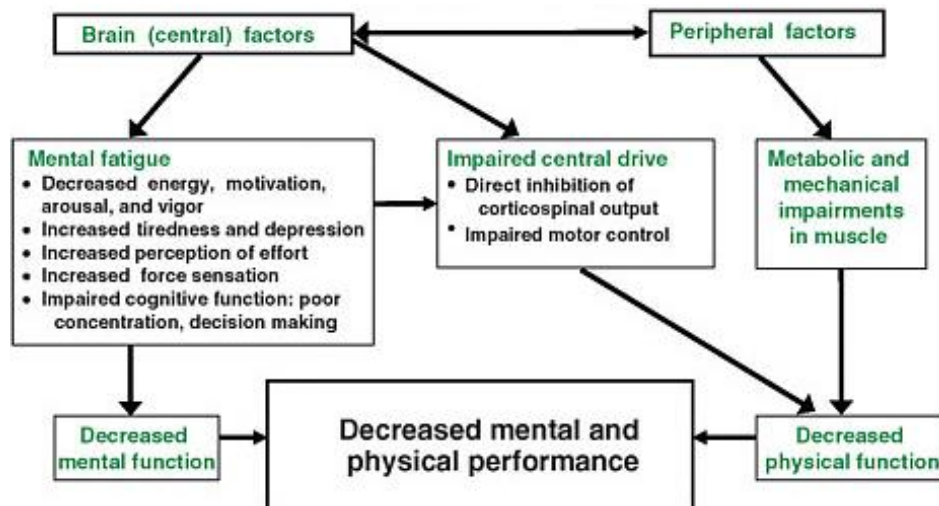 Brain (central) factors
Peripheral factors
Mental fatigue
• Decreased energy, motivation,
arousal, and vigor
• Increased tiredness and depression
• Increased perception of effort
• Increased force sensation
• Impaired cognitive function: poor
concentration, decision making
Impaired central drive
• Direct inhibition of
corticospinal output
• Impaired motor control
Metabolic and
mechanical
impairments
in muscle
Decreased
mental function
Decreased mental and
physical performance
Decreased
physical function